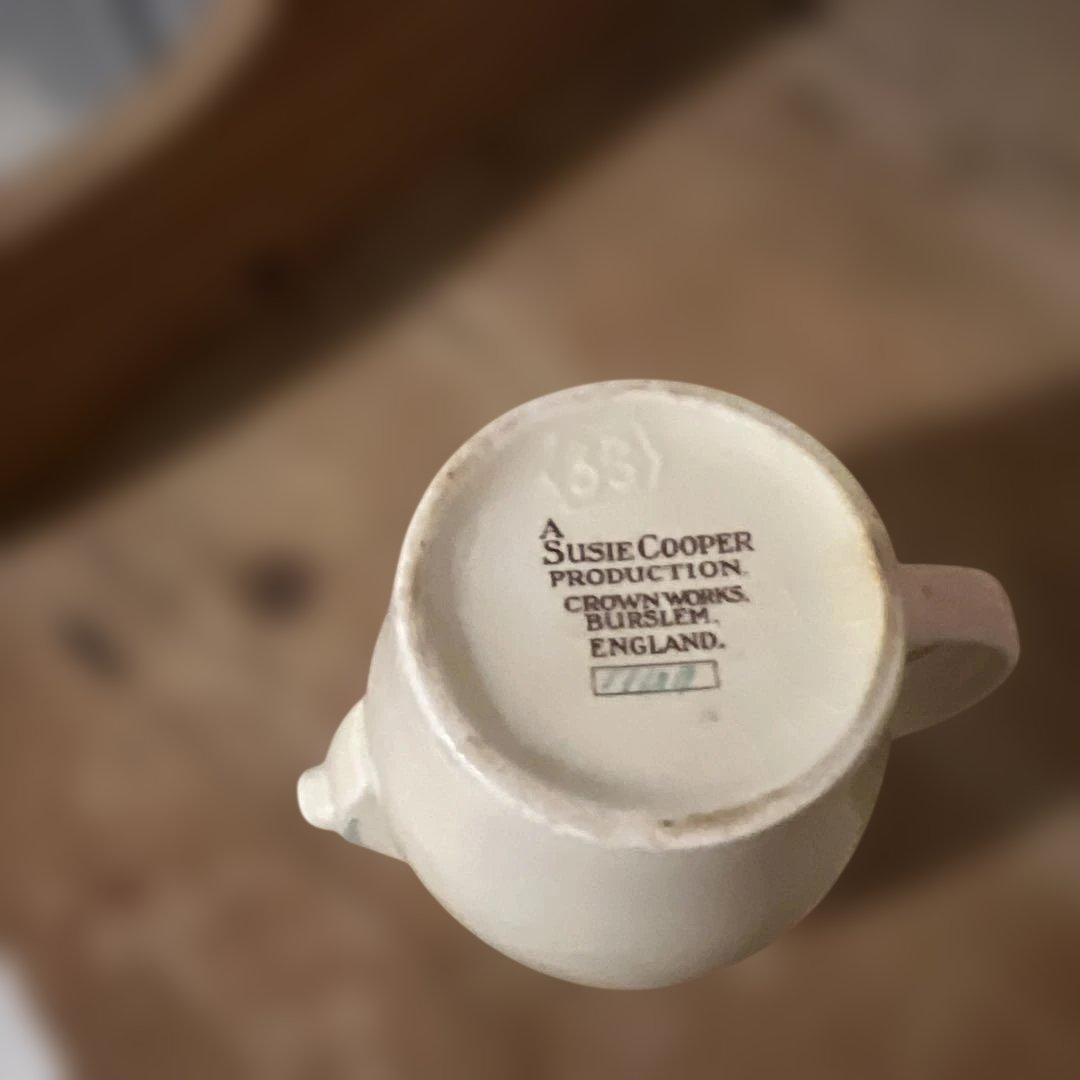 A
SUSIE COOPER
PRODUCTION.
CROWN WORKS,
BURSLEM.
ENGLAND.